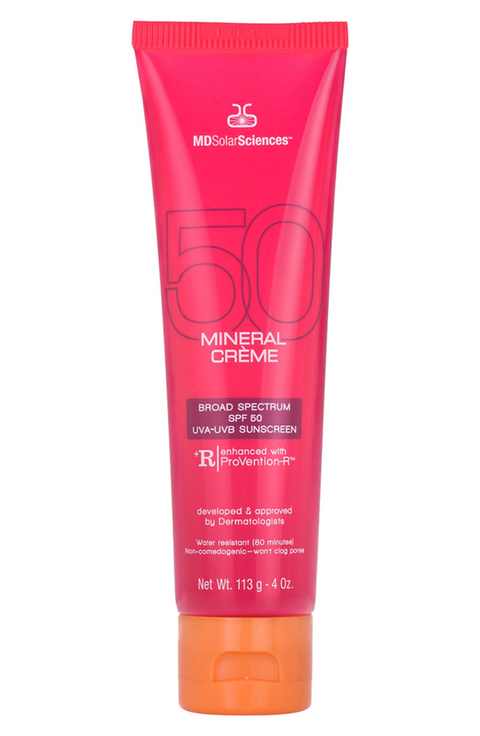 MDSolarSciences™
50
MINERAL
CRÈME
BROAD SPECTRUM
SPF 50
UVA-UVB SUNSCREEN
+R enhanced with
ProVention-R™
developed & approved
by Dermatologists
Water resistant (80 minutes)
Non-comedogenic–won't clog pores
Net Wt. 113 g - 4 Oz.